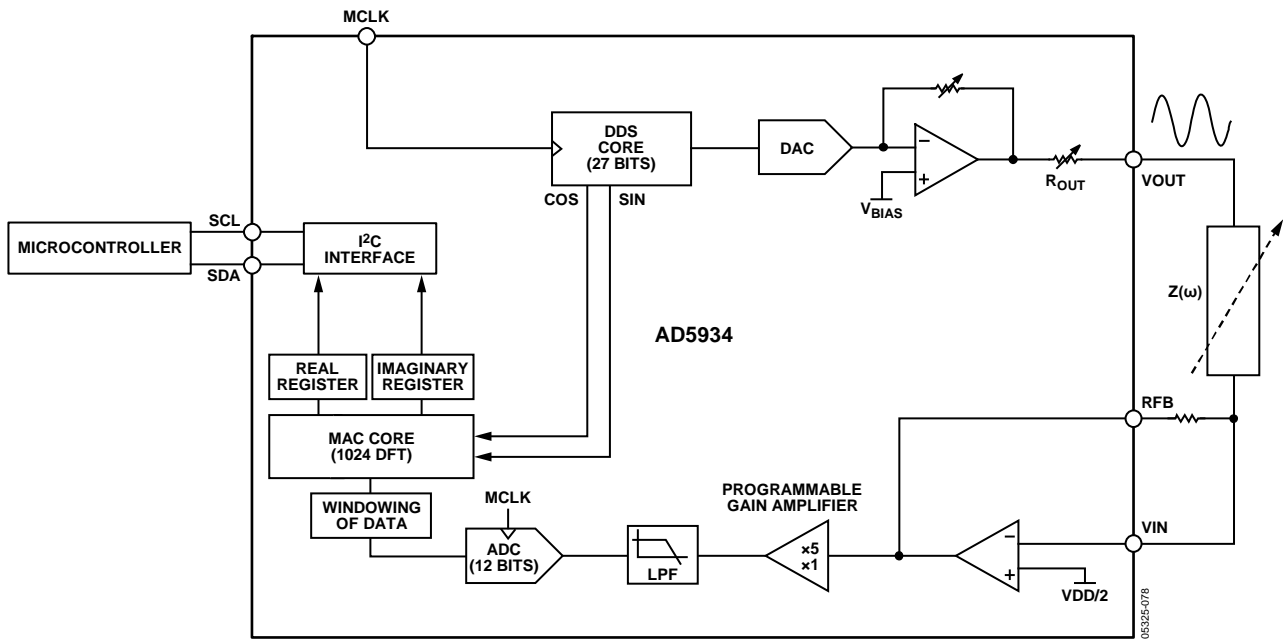 MCLK
DDS
CORE
(27 BITS)
DAC
COS
SIN
VBIAS
ROUT
VOUT
SCL
SDA
MICROCONTROLLER
I2C
INTERFACE
Z(ω)
AD5934
REAL
REGISTER
IMAGINARY
REGISTER
RFB
MAC CORE
(1024 DFT)
WINDOWING
OF DATA
MCLK
ADC
(12 BITS)
LPF
PROGRAMMABLE
GAIN AMPLIFIER
×5
×1
VIN
VDD/2
05325-078